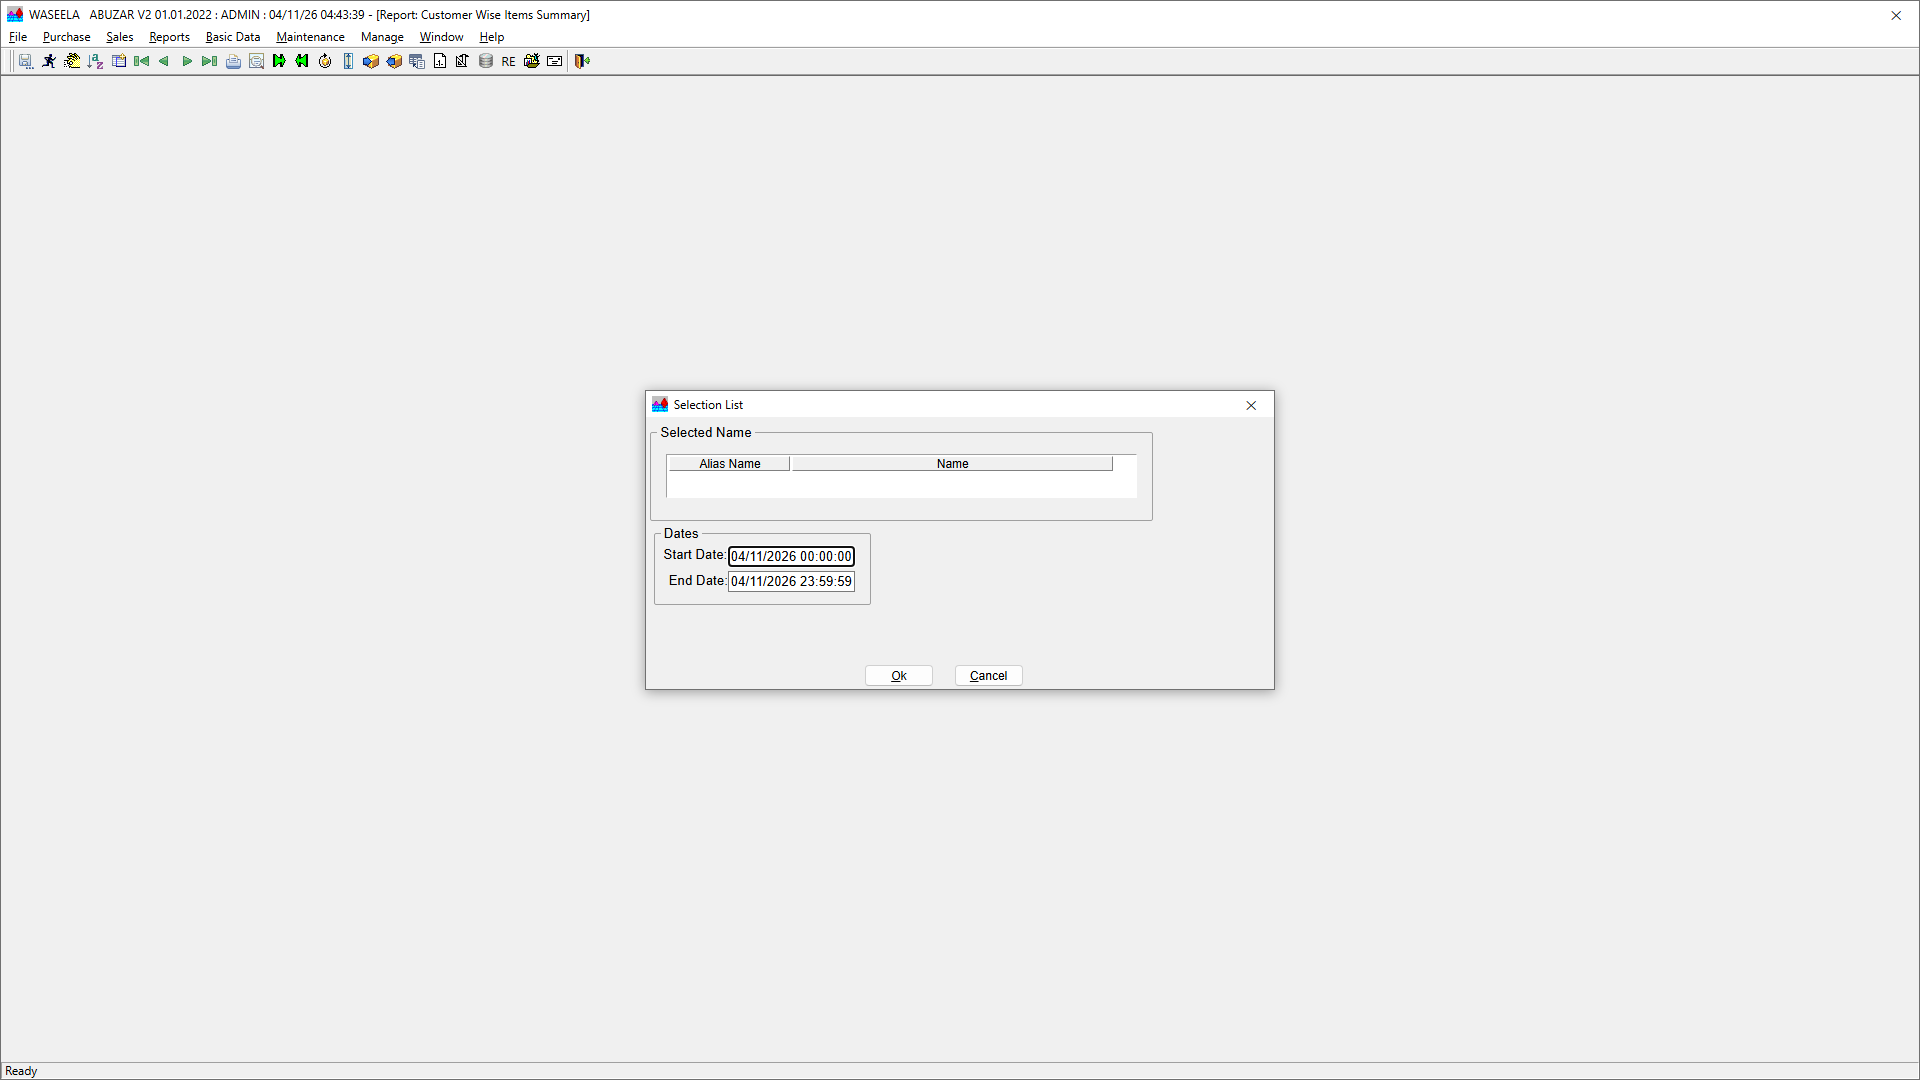 WASEELA ABUZAR V2 01.01.2022 : ADMIN : 04/11/26 04:43:39 - [Report: Customer Wise Items Summary]
File Purchase Sales Reports Basic Data Maintenance Manage Window Help
RE
Selection List
Selected Name
Alias Name Name
Dates
Start Date: 04/11/2026 00:00:00
End Date: 04/11/2026 23:59:59
Ok Cancel
Ready